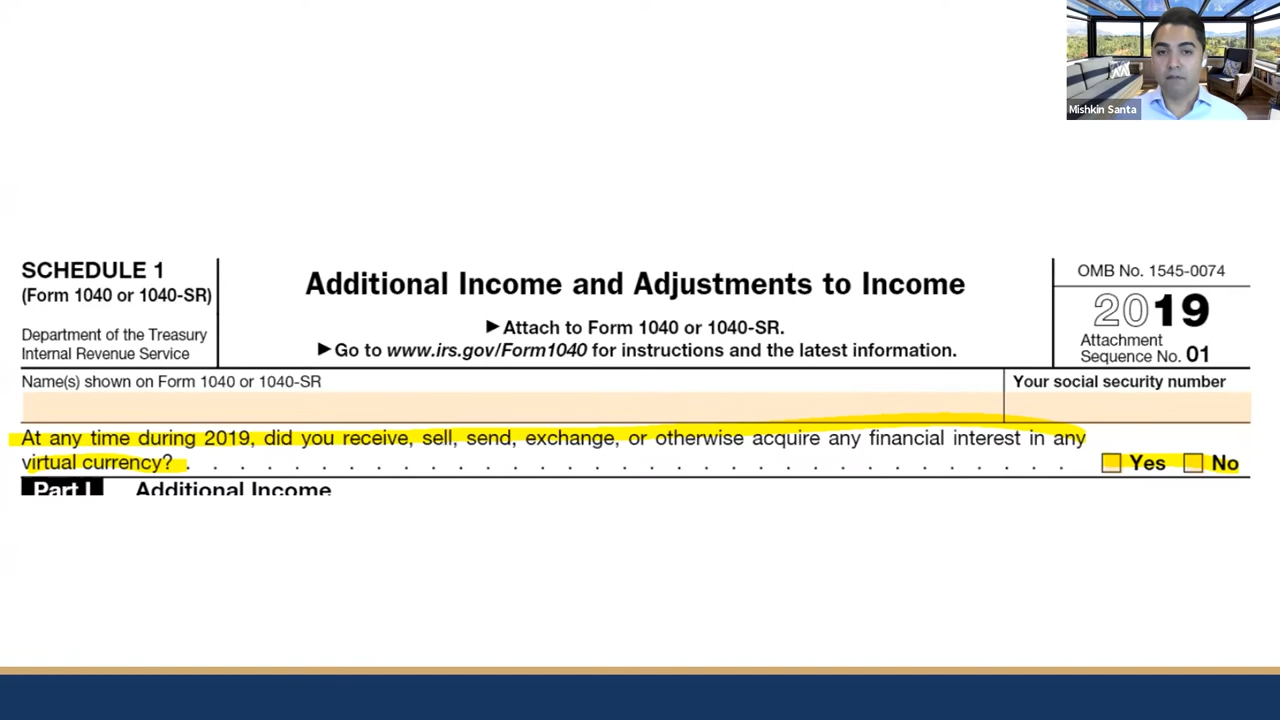 Mishkin Santa
SCHEDULE 1
(Form 1040 or 1040-SR)
Department of the Treasury
Internal Revenue Service
Additional Income and Adjustments to Income
▶Attach to Form 1040 or 1040-SR.
▶Go to www.irs.gov/Form1040 for instructions and the latest information.
OMB No. 1545-0074
2019
Attachment
Sequence No. 01
Name(s) shown on Form 1040 or 1040-SR
Your social security number
At any time during 2019, did you receive, sell, send, exchange, or otherwise acquire any financial interest in any
virtual currency? . . . . . . . . . . . . . . . . . . . . . . . . . . . . . . . . . Yes No
Part I Additional Income